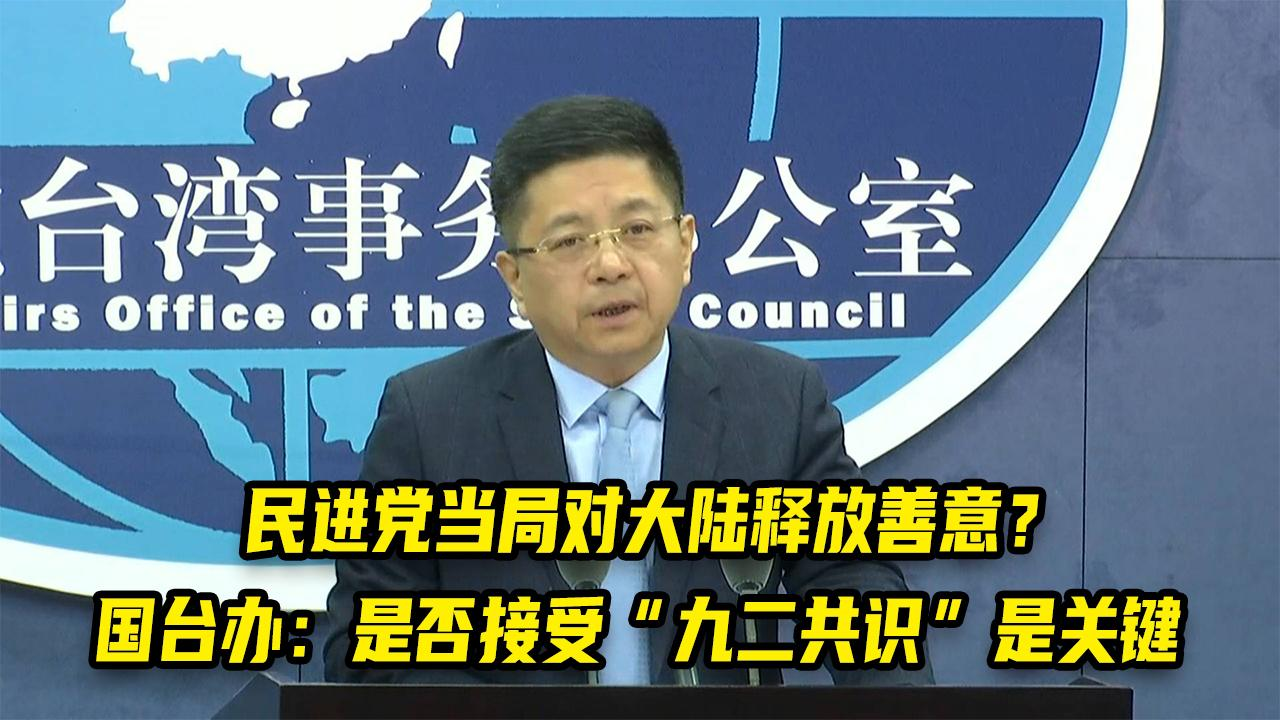 台湾事务 公室
irs Office of the S Council
民进党当局对大陆释放善意？
国台办：是否接受“九二共识”是关键